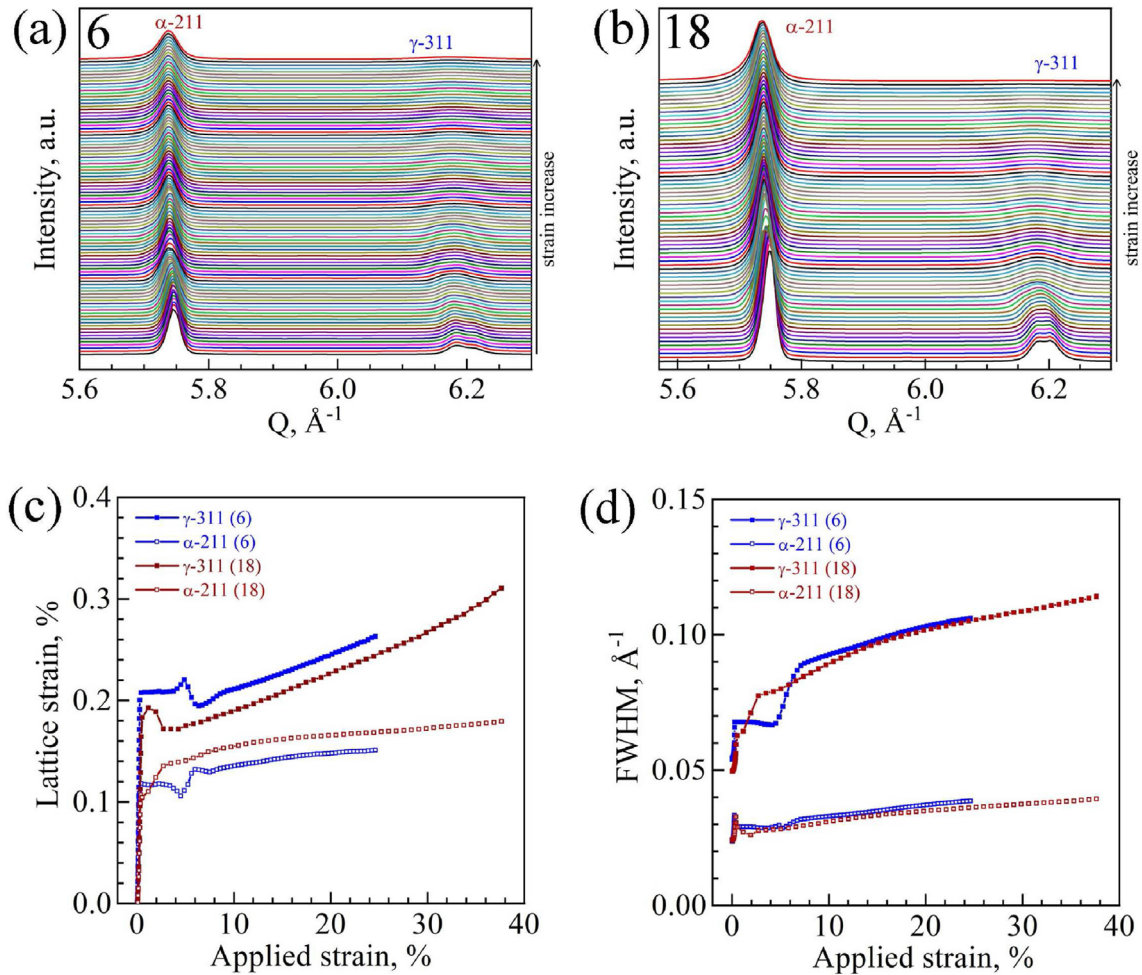 (a) 6
α-211
γ-311
Intensity, a.u.
strain increase
5.6 5.8 6.0 6.2
Q, Å-1
(b) 18
α-211
γ-311
Intensity, a.u.
strain increase
5.6 5.8 6.0 6.2
Q, Å-1
(c)
0.4
0.3
0.2
0.1
0.0
γ-311 (6)
α-211 (6)
γ-311 (18)
α-211 (18)
Lattice strain, %
0 10 20 30 40
Applied strain, %
(d)
0.15
0.10
0.05
0.00
γ-311 (6)
α-211 (6)
γ-311 (18)
α-211 (18)
FWHM, Å-1
0 10 20 30 40
Applied strain, %